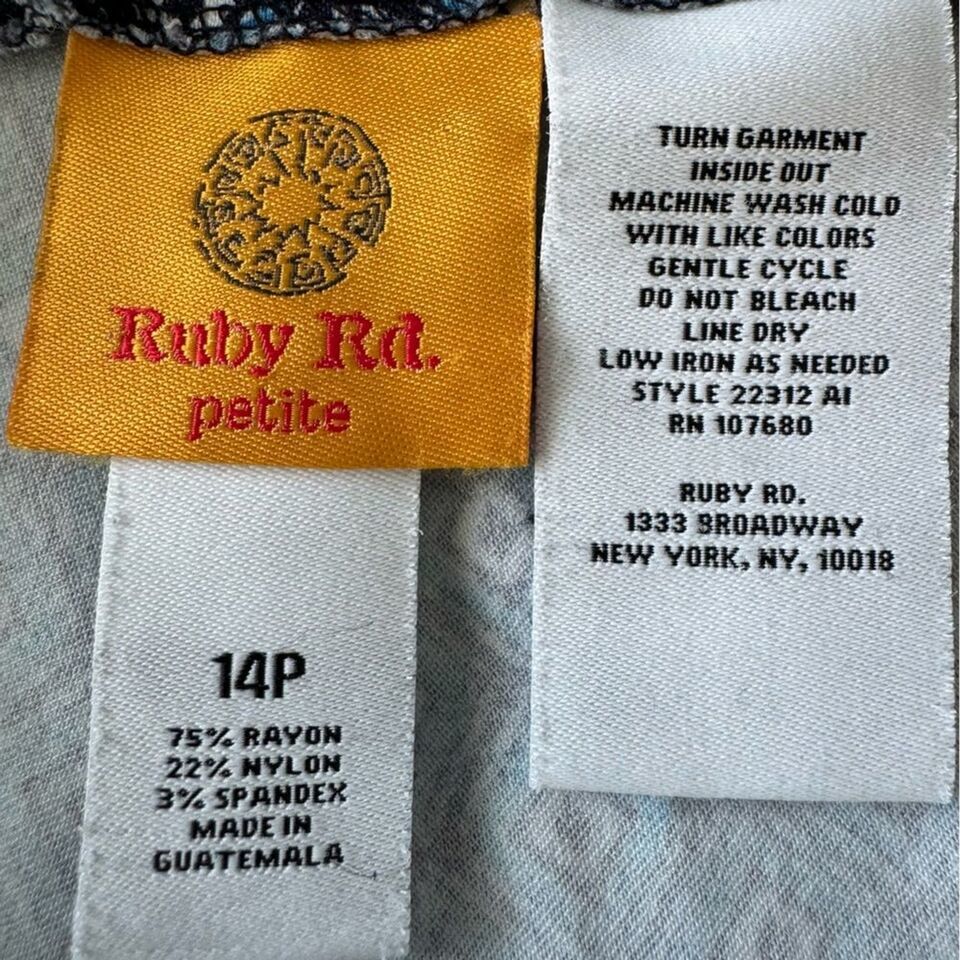 Ruby Rd.
petite
14P
75% RAYON
22% NYLON
3% SPANDEX
MADE IN
GUATEMALA
TURN GARMENT
INSIDE OUT
MACHINE WASH COLD
WITH LIKE COLORS
GENTLE CYCLE
DO NOT BLEACH
LINE DRY
LOW IRON AS NEEDED
STYLE 22312 AI
RN 107680
RUBY RD.
1333 BROADWAY
NEW YORK, NY, 10018